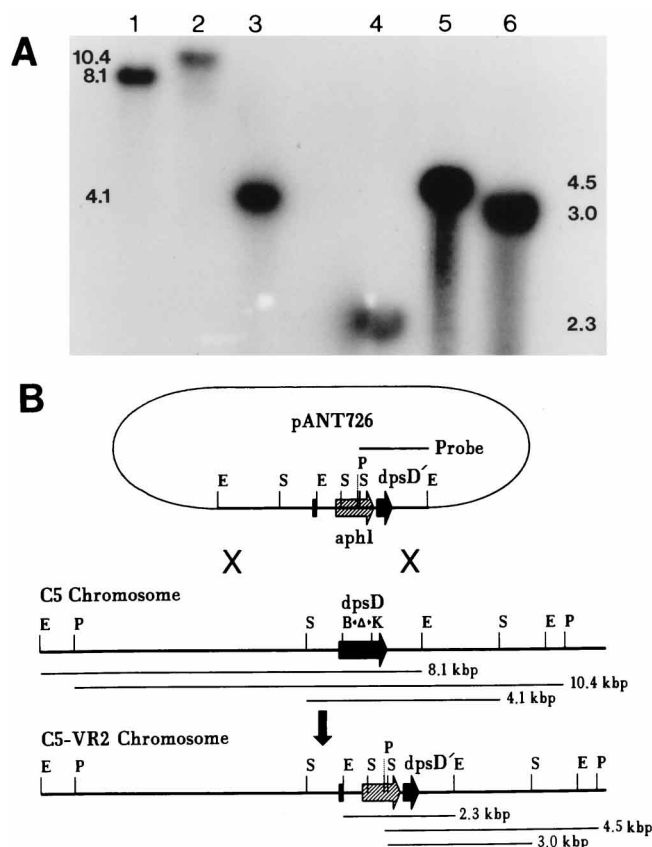 1 2 3 4 5 6
A
10.4
8.1
4.1
4.5
3.0
2.3
B
pANT726
Probe
P
E S E S S dpsD´ E
aphI
X X
C5 Chromosome
dpsD
E P S B Δ K E S E P
8.1 kbp
10.4 kbp
4.1 kbp
C5-VR2 Chromosome
P
E P S E S S dpsD´ E S E P
2.3 kbp
4.5 kbp
3.0 kbp